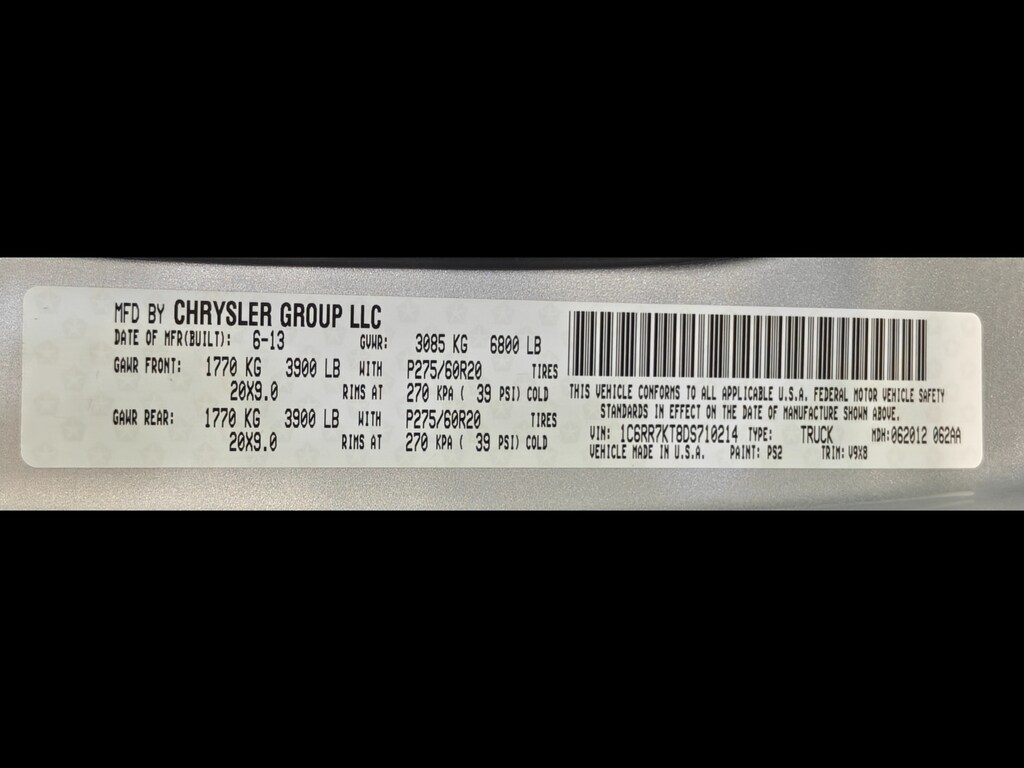 MFD BY CHRYSLER GROUP LLC
DATE OF MFR(BUILT): 6-13 GVWR: 3085 KG 6800 LB
GAWR FRONT: 1770 KG 3900 LB WITH P275/60R20 TIRES
20X9.0 RIMS AT 270 KPA ( 39 PSI) COLD
GAWR REAR: 1770 KG 3900 LB WITH P275/60R20 TIRES
20X9.0 RIMS AT 270 KPA ( 39 PSI) COLD
THIS VEHICLE CONFORMS TO ALL APPLICABLE U.S.A. FEDERAL MOTOR VEHICLE SAFETY
STANDARDS IN EFFECT ON THE DATE OF MANUFACTURE SHOWN ABOVE.
VIN: 1C6RR7KT8DS710214 TYPE: TRUCK MDH:062012 062AA
VEHICLE MADE IN U.S.A. PAINT: PS2 TRIM: V9X8